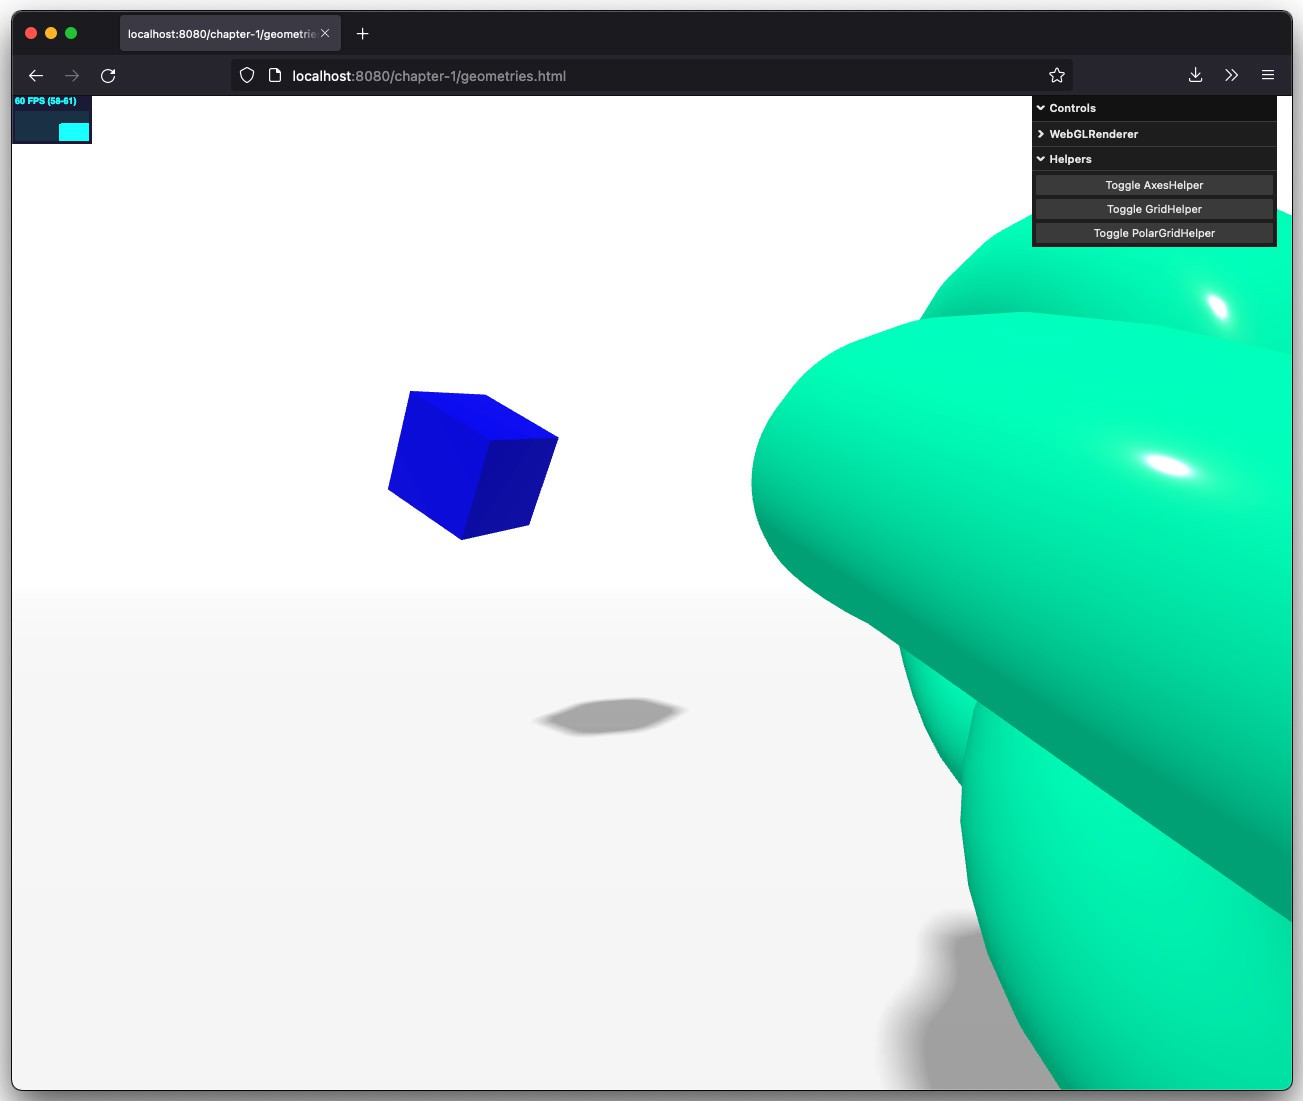 localhost:8080/chapter-1/geometrie
localhost:8080/chapter-1/geometries.html
60 FPS (58-61)
Controls
WebGLRenderer
Helpers
Toggle AxesHelper
Toggle GridHelper
Toggle PolarGridHelper